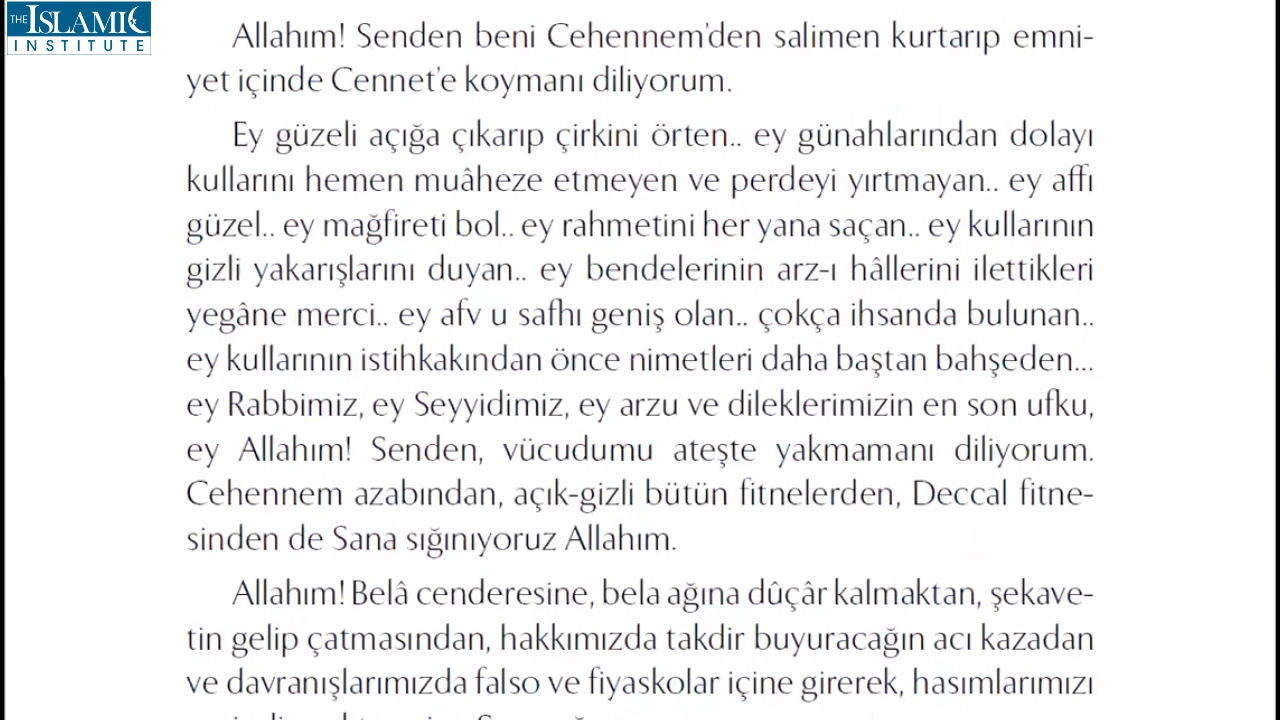 THE ISLAMIC
INSTITUTE
Allahım! Senden beni Cehennem'den salimen kurtarıp emni-
yet içinde Cennet'e koymanı diliyorum.
Ey güzeli açığa çıkarıp çirkini örten.. ey günahlarından dolayı
kullarını hemen muâheze etmeyen ve perdeyi yırtmayan.. ey affı
güzel.. ey mağfireti bol.. ey rahmetini her yana saçan.. ey kullarının
gizli yakarışlarını duyan.. ey bendelerinin arz-ı hâllerini ilettikleri
yegâne merci.. ey afv u safhı geniş olan.. çokça ihsanda bulunan..
ey kullarının istihkakından önce nimetleri daha baştan bahşeden...
ey Rabbimiz, ey Seyyidimiz, ey arzu ve dileklerimizin en son ufku,
ey Allahım! Senden, vücudumu ateşte yakmamanı diliyorum.
Cehennem azabından, açık-gizli bütün fitnelerden, Deccal fitne-
sinden de Sana sığınıyoruz Allahım.
Allahım! Belâ cenderesine, bela ağına dûçâr kalmaktan, şekave-
tin gelip çatmasından, hakkımızda takdir buyuracağın acı kazadan
ve davranışlarımızda falso ve fiyaskolar içine girerek, hasımlarımızı